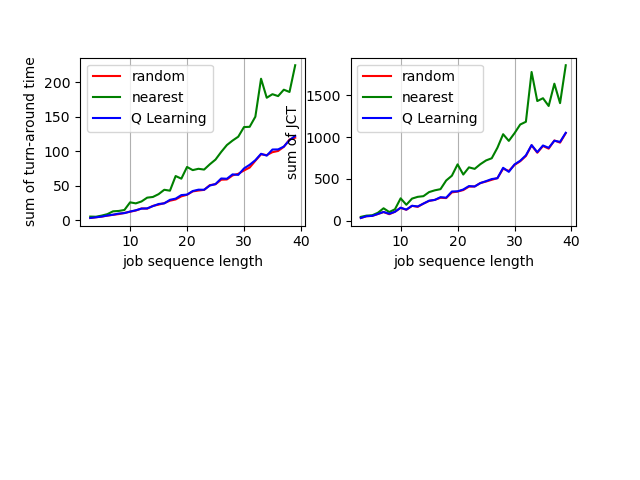 sum of turn-around time
200
150
100
50
0
random
nearest
Q Learning
10
20
30
40
job sequence length
sum of JCT
1500
1000
500
0
random
nearest
Q Learning
10
20
30
40
job sequence length